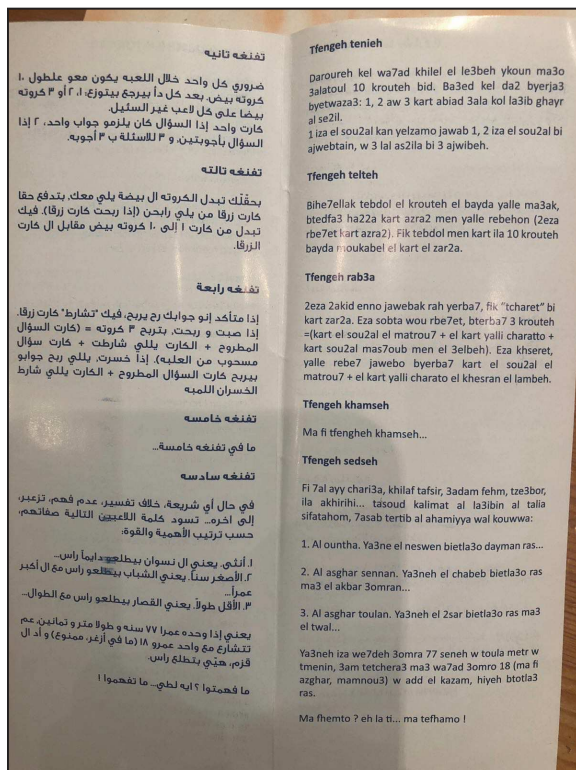 تفنغه تانيه
ضروري كل واحد خلال اللعبه يكون معو علطول ١٠
كروته بيض. بعد كل دأ بيرجع بيتوزع: ١، ٢ أو ٣ كروته
بيضا على كل لاعب غير السئيل.
كارت واحد إذا السؤال كان يلزمو جواب واحد، ٢ إذا
السؤال بأجوبتين، و ٣ للاسئلة ب ٣ أجوبه.
تفنغه تالته
بحقّلك تبدل الكروته ال بيضة يلي معك. بتدفع حقا
كارت زرقا من يلي رابحن (إذا ربحت كارت زرقا). فيك
تبدل من كارت ١ إلى ١٠ كروته بيض مقابل ال كارت
الزرقا.
تفنغه رابعة
إذا متأكد إنو جوابك رح يربح، فيك "تشارط" كارت زرقا.
إذا صبت و ربحت، بتربح ٣ كروته = (كارت السؤال
المطروح + الكارت يللي شارطت + كارت سؤال
مسحوب من العلبه). إذا خسرت، يللي ربح جوابو
بيربح كارت السؤال المطروح + الكارت يللي شارط
الخسران اللمبه
تفنغه خامسه
ما في تفنغه خامسة...
تفنغه سادسه
في حال أي شريعة، خلاف تفسير، عدم فهم، تزعبر،
إلى اخره... تسود كلمة اللاعبين التالية صفاتهم،
حسب ترتيب الأهمية والقوة:
١. أنثى. يعني ال نسوان بيطلعو دايماً راس...
٢. الأصغر سناً. يعني الشباب بيطلعو راس مع ال أكبر
عمراً...
٣. الأقل طولاً. يعني القصار بيطلعو راس مع الطوال...
يعني إذا وحده عمرا ٧٧ سنه و طولا متر و تمانين، عم
تتشارع مع واحد عمرو ١٨ (ما في أزغر، ممنوع) و أد ال
قزم، هيّي بتطلع راس.
ما فهمتوا ؟ ايه لطي... ما تفهموا !
Tfengeh tenieh
Daroureh kel wa7ad khilel el le3beh ykoun ma3o
3alatoul 10 krouteh bid. Ba3ed kel da2 byerja3
byetwaza3: 1, 2 aw 3 kart abiad 3ala kol la3ib ghayr
al se2il.
1 iza el sou2al kan yelzamo jawab 1, 2 iza el sou2al bi
ajwebtain, w 3 lal as2ila bi 3 ajwibeh.
Tfengeh telteh
Bihe7ellak tebdol el krouteh el bayda yalle ma3ak,
btedfa3 ha22a kart azra2 men yalle rebehon (2eza
rbe7et kart azra2). Fik tebdol men kart ila 10 krouteh
bayda moukabel el kart el zar2a.
Tfengeh rab3a
2eza 2akid enno jawebak rah yerba7, fik "tcharet" bi
kart zar2a. Eza sobta wou rbe7et, bterba7 3 krouteh
=(kart el sou2al el matrou7 + el kart yalli charatto +
kart sou2al mas7oub men el 3elbeh). Eza khseret,
yalle rebe7 jawebo byerba7 kart el sou2al el
matrou7 + el kart yalli charato el khesran el lambeh.
Tfengeh khamseh
Ma fi tfengheh khamseh...
Tfengeh sedseh
Fi 7al ayy chari3a, khilaf tafsir, 3adam fehm, tze3bor,
ila akhirihi... tasoud kalimat al la3ibin al talia
sifatahom, 7asab tertib al ahamiyya wal kouwwa:
1. Al ountha. Ya3ne el neswen bietla3o dayman ras...
2. Al asghar sennan. Ya3neh el chabeb bietla3o ras
ma3 el akbar 3omran...
3. Al asghar toulan. Ya3neh el 2sar bietla3o ras ma3
el twal...
Ya3neh iza we7deh 3omra 77 seneh w toula metr w
tmenin, 3am tetchera3 ma3 wa7ad 3omro 18 (ma fi
azghar, mamnou3) w add el kazam, hiyeh btotla3
ras.
Ma fhemto ? eh la ti... ma tefhamo !